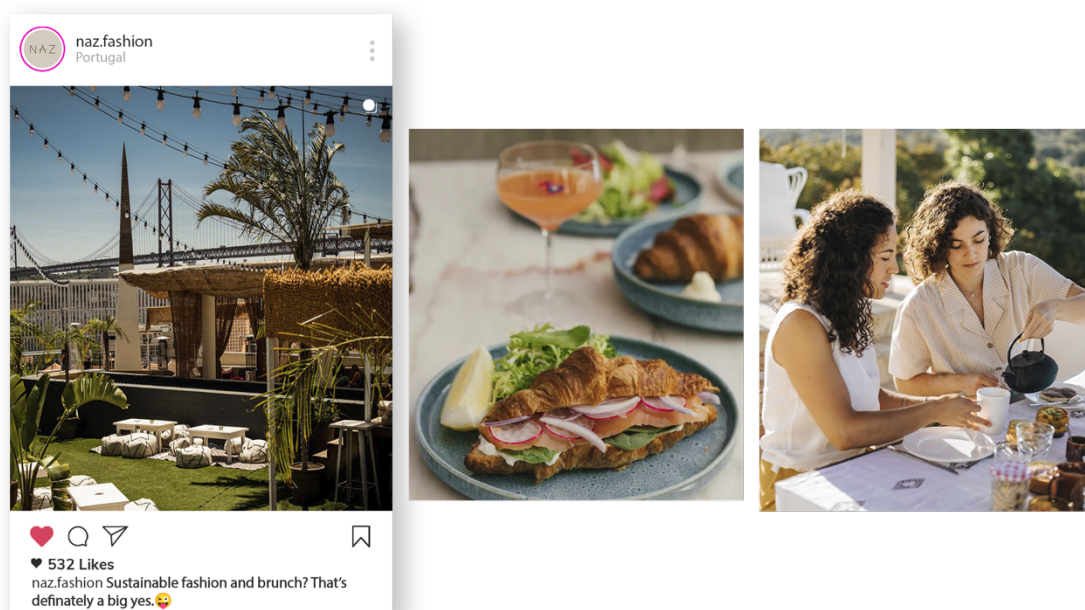 NAZ
naz.fashion
Portugal
532 Likes
naz.fashion Sustainable fashion and brunch? That's
definately a big yes.😜